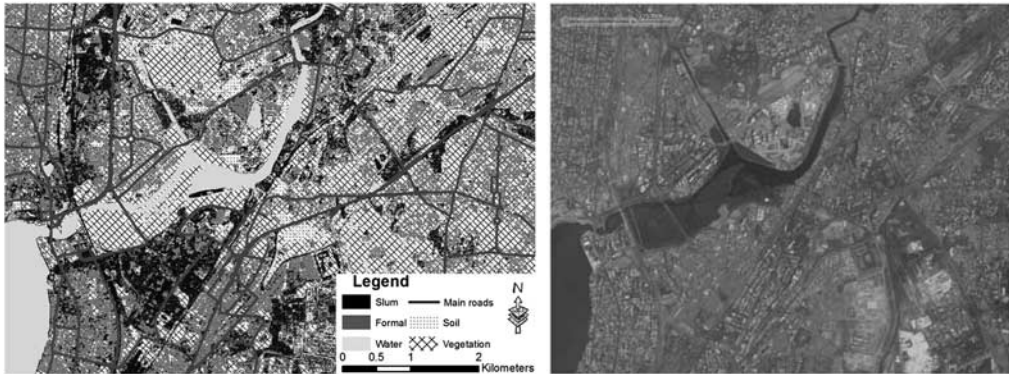 Legend
N
Slum Main roads
Formal Soil
Water Vegetation
0 0.5 1 2
Kilometers